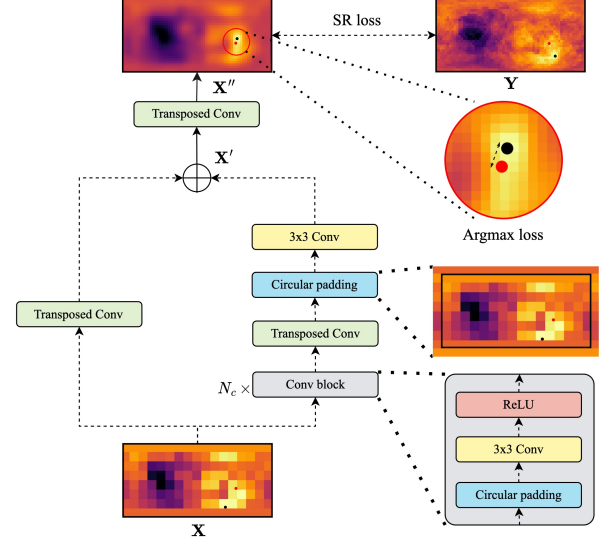 SR loss
X″
Y
Transposed Conv
X′
Argmax loss
3x3 Conv
Circular padding
Transposed Conv
Transposed Conv
N_c ×
Conv block
ReLU
3x3 Conv
Circular padding
X